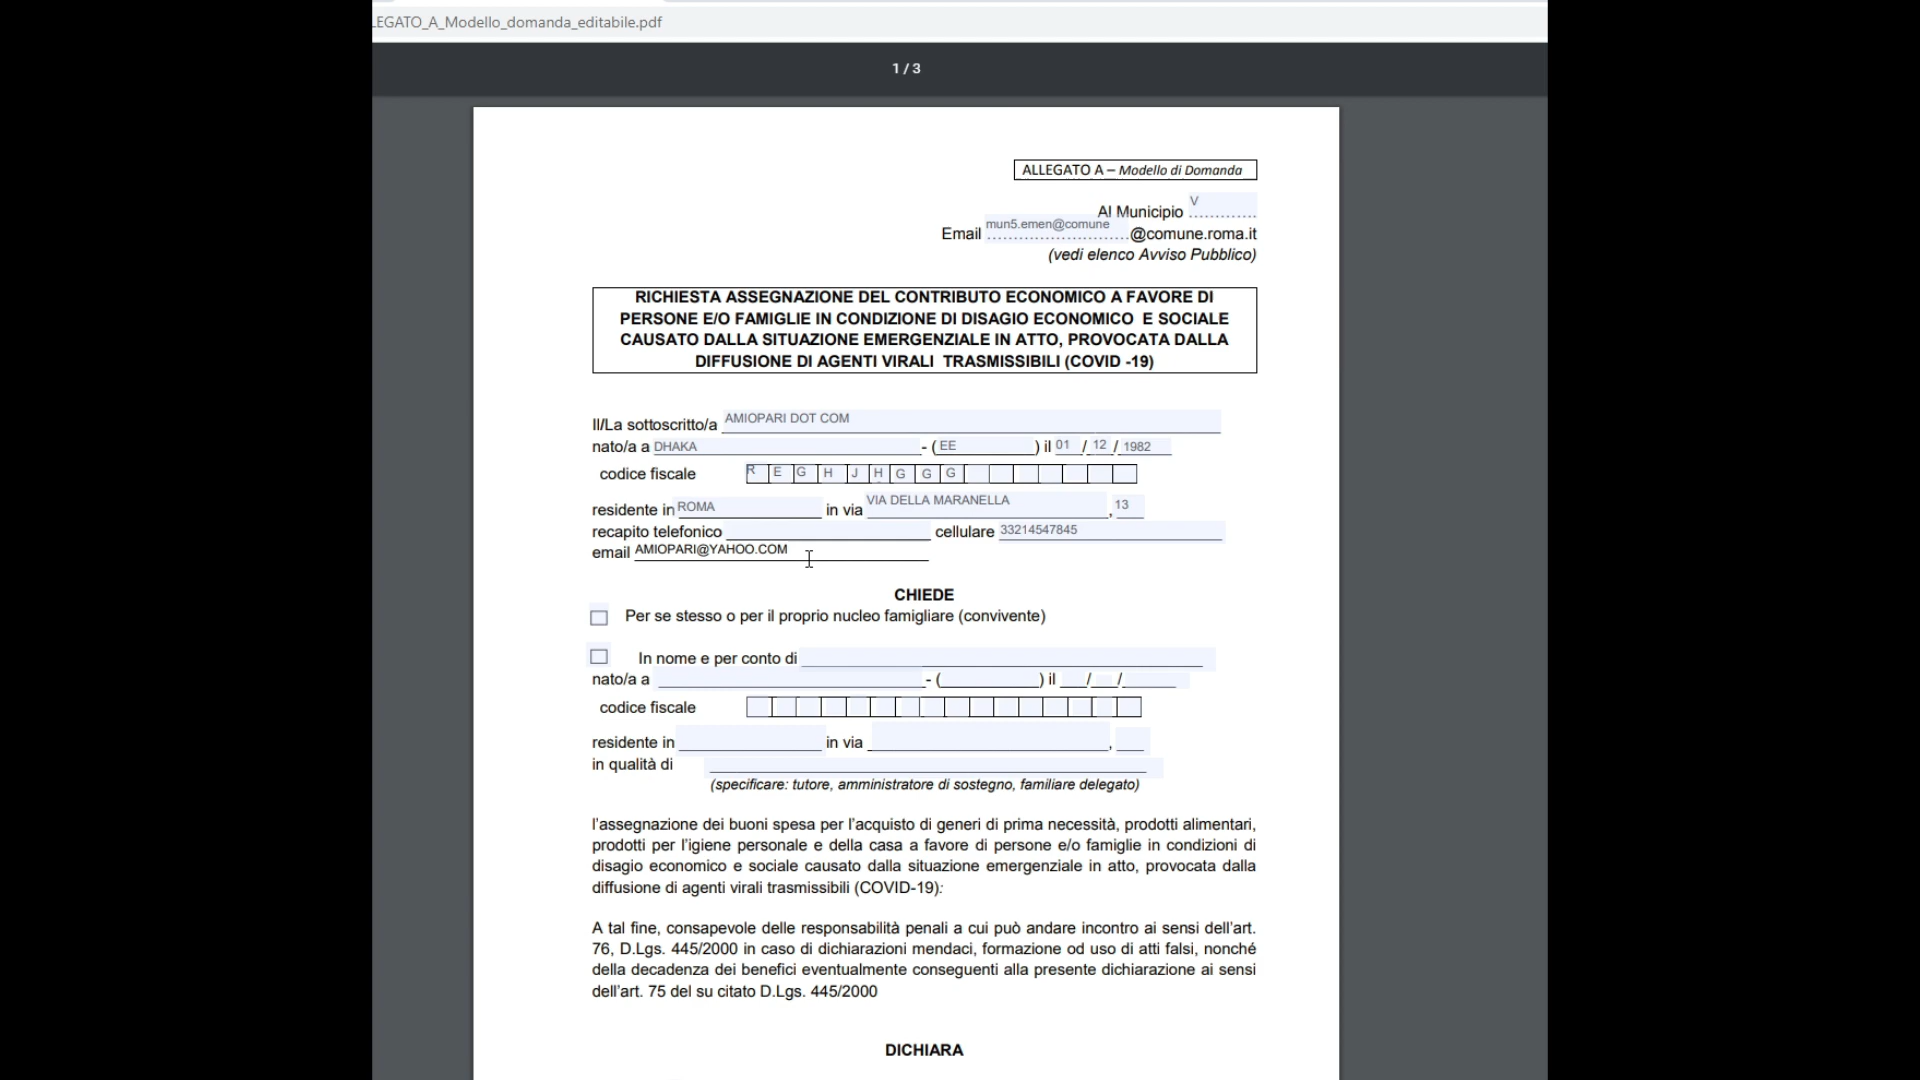 LEGATO_A_Modello_domanda_editabile.pdf
1 / 3
ALLEGATO A – Modello di Domanda
Al Municipio V.............
Email mun5.emen@comune...........................@comune.roma.it
(vedi elenco Avviso Pubblico)
RICHIESTA ASSEGNAZIONE DEL CONTRIBUTO ECONOMICO A FAVORE DI
PERSONE E/O FAMIGLIE IN CONDIZIONE DI DISAGIO ECONOMICO E SOCIALE
CAUSATO DALLA SITUAZIONE EMERGENZIALE IN ATTO, PROVOCATA DALLA
DIFFUSIONE DI AGENTI VIRALI TRASMISSIBILI (COVID -19)
Il/La sottoscritto/a AMIOPARI DOT COM
nato/a a DHAKA - ( EE ) il 01 / 12 / 1982
codice fiscale R E G H J H G G G
residente in ROMA in via VIA DELLA MARANELLA , 13
recapito telefonico cellulare 33214547845
email AMIOPARI@YAHOO.COM
CHIEDE
Per se stesso o per il proprio nucleo famigliare (convivente)
In nome e per conto di
nato/a a - ( ) il / /
codice fiscale
residente in in via ,
in qualità di
(specificare: tutore, amministratore di sostegno, familiare delegato)
l’assegnazione dei buoni spesa per l’acquisto di generi di prima necessità, prodotti alimentari,
prodotti per l’igiene personale e della casa a favore di persone e/o famiglie in condizioni di
disagio economico e sociale causato dalla situazione emergenziale in atto, provocata dalla
diffusione di agenti virali trasmissibili (COVID-19):
A tal fine, consapevole delle responsabilità penali a cui può andare incontro ai sensi dell’art.
76, D.Lgs. 445/2000 in caso di dichiarazioni mendaci, formazione od uso di atti falsi, nonché
della decadenza dei benefici eventualmente conseguenti alla presente dichiarazione ai sensi
dell’art. 75 del su citato D.Lgs. 445/2000
DICHIARA